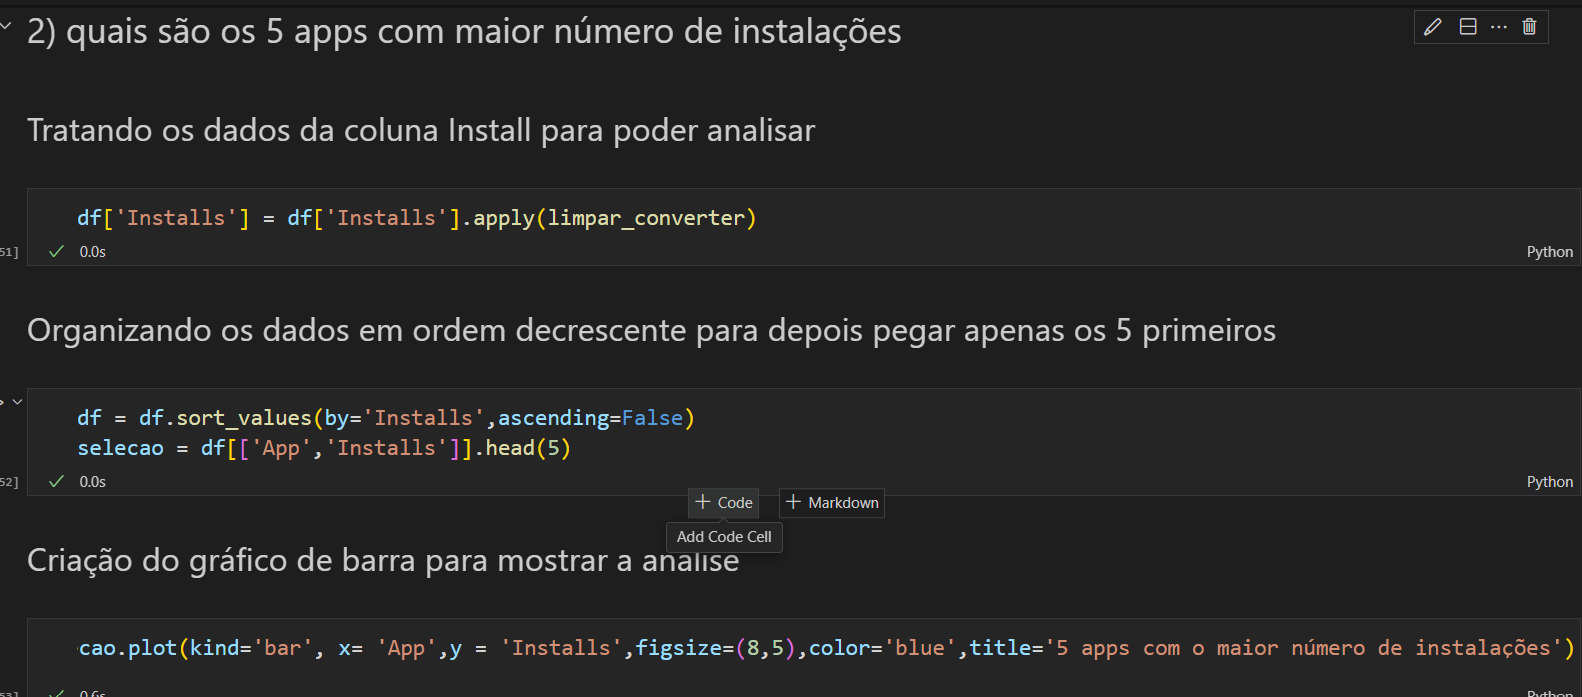 2) quais são os 5 apps com maior número de instalações
Tratando os dados da coluna Install para poder analisar
df['Installs'] = df['Installs'].apply(limpar_converter)
51]
0.0s
Python
Organizando os dados em ordem decrescente para depois pegar apenas os 5 primeiros
df = df.sort_values(by='Installs',ascending=False)
selecao = df[['App','Installs']].head(5)
52]
0.0s
Python
+ Code
+ Markdown
Add Code Cell
Criação do gráfico de barra para mostrar a análise
cao.plot(kind='bar', x= 'App',y = 'Installs',figsize=(8,5),color='blue',title='5 apps com o maior número de instalações')
53]
0.6s
Python